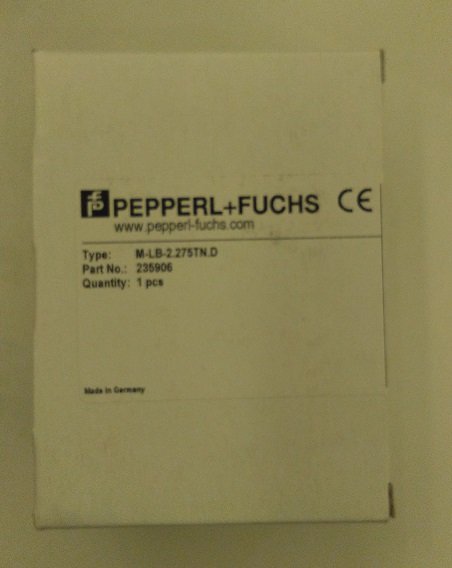 PEPPERL+FUCHS CE
www.pepperl-fuchs.com
Type: M-LB-2.275TN.D
Part No.: 235906
Quantity: 1 pcs
Made in Germany